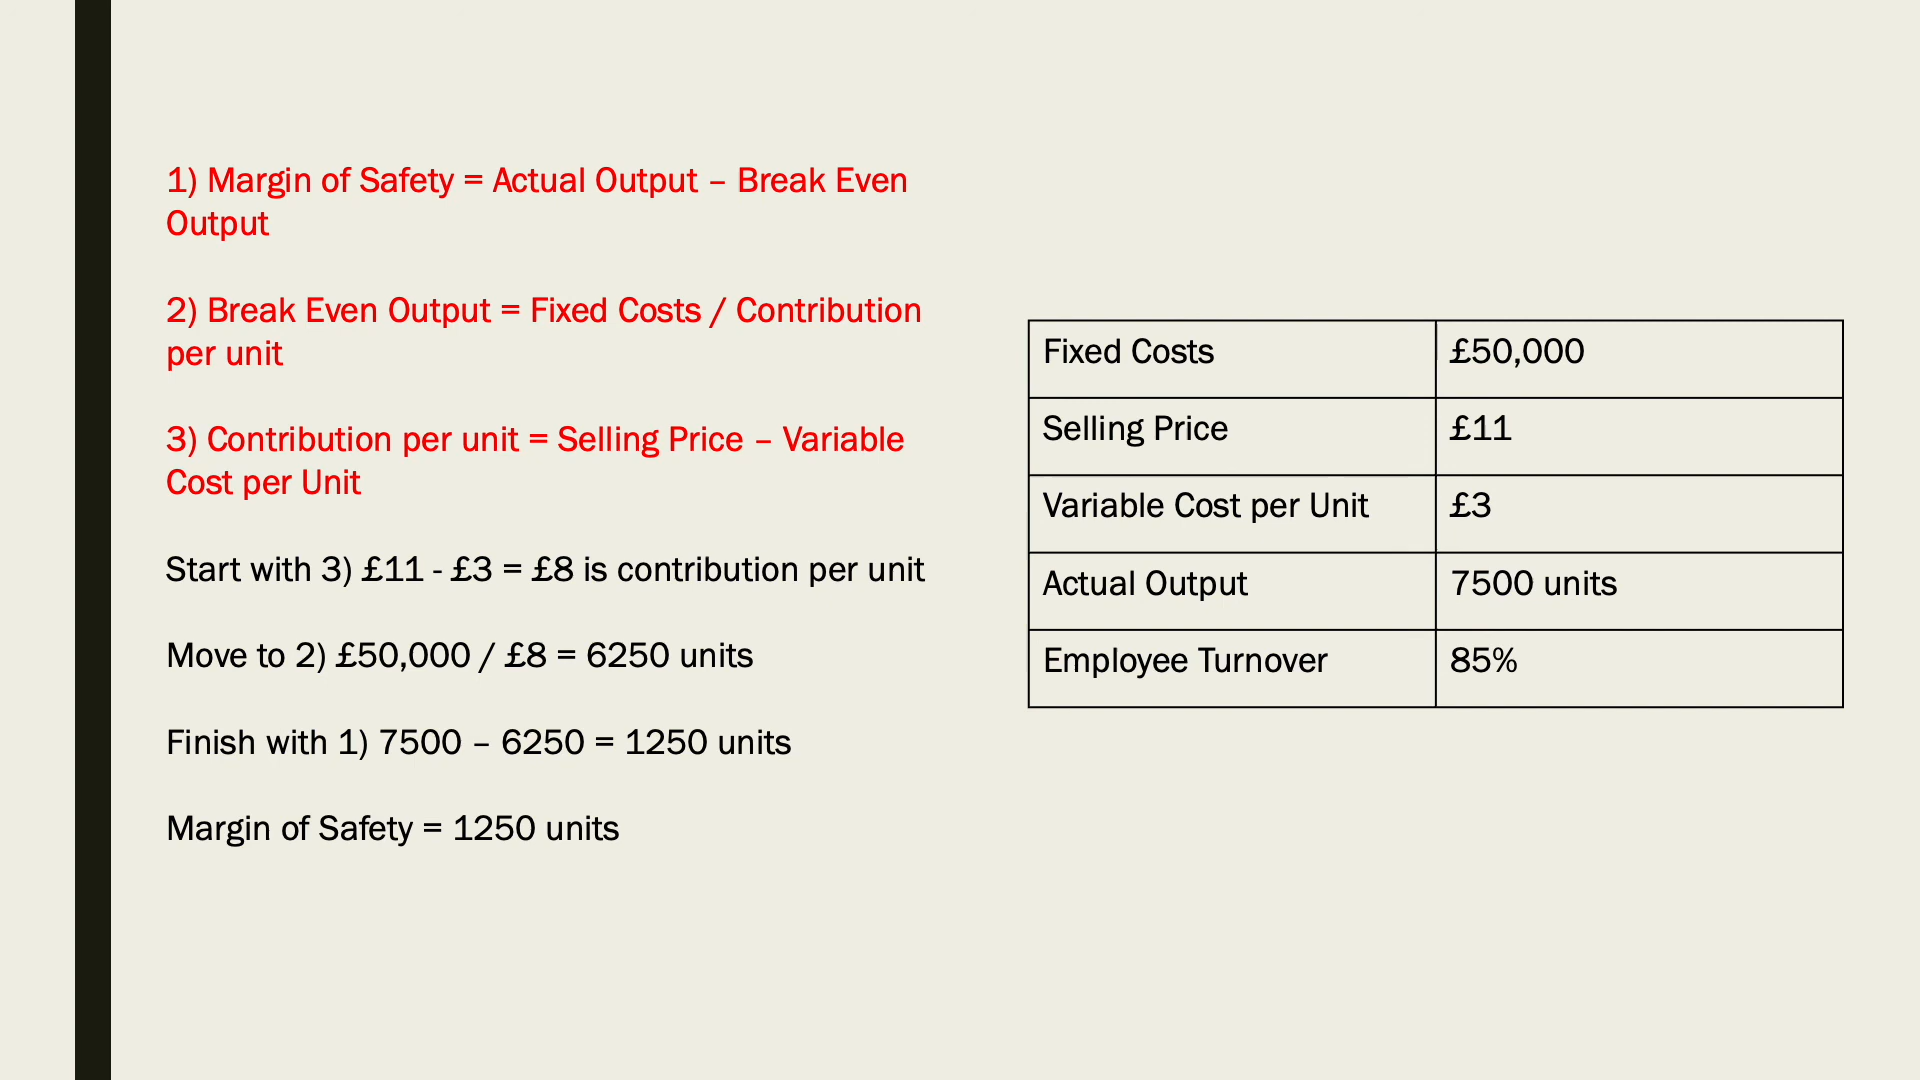 1) Margin of Safety = Actual Output – Break Even
Output
2) Break Even Output = Fixed Costs / Contribution
per unit
3) Contribution per unit = Selling Price – Variable
Cost per Unit
Start with 3) £11 - £3 = £8 is contribution per unit
Move to 2) £50,000 / £8 = 6250 units
Finish with 1) 7500 – 6250 = 1250 units
Margin of Safety = 1250 units
Fixed Costs £50,000
Selling Price £11
Variable Cost per Unit £3
Actual Output 7500 units
Employee Turnover 85%